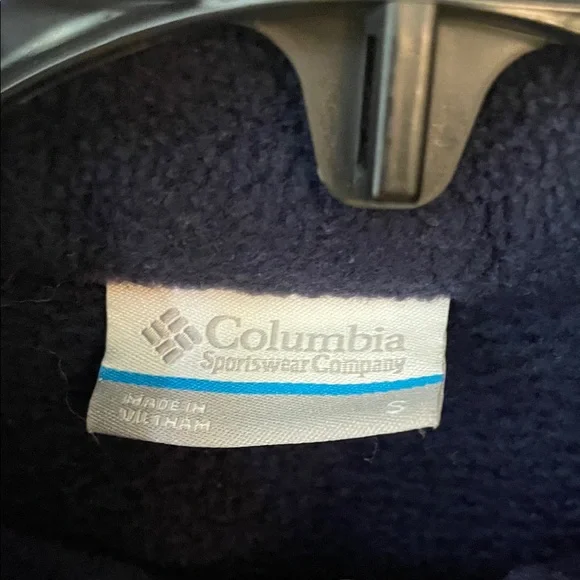 Columbia
Sportswear Company
MADE IN
VIETNAM
S